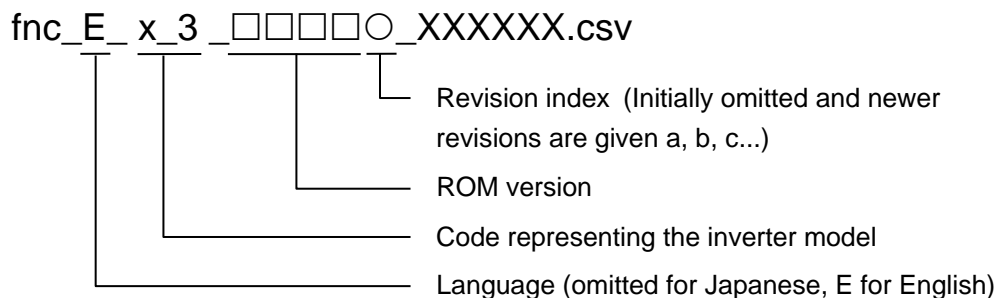 fnc_E_ x_3 _□□□□○_XXXXXX.csv
Revision index (Initially omitted and newer
revisions are given a, b, c...)
ROM version
Code representing the inverter model
Language (omitted for Japanese, E for English)